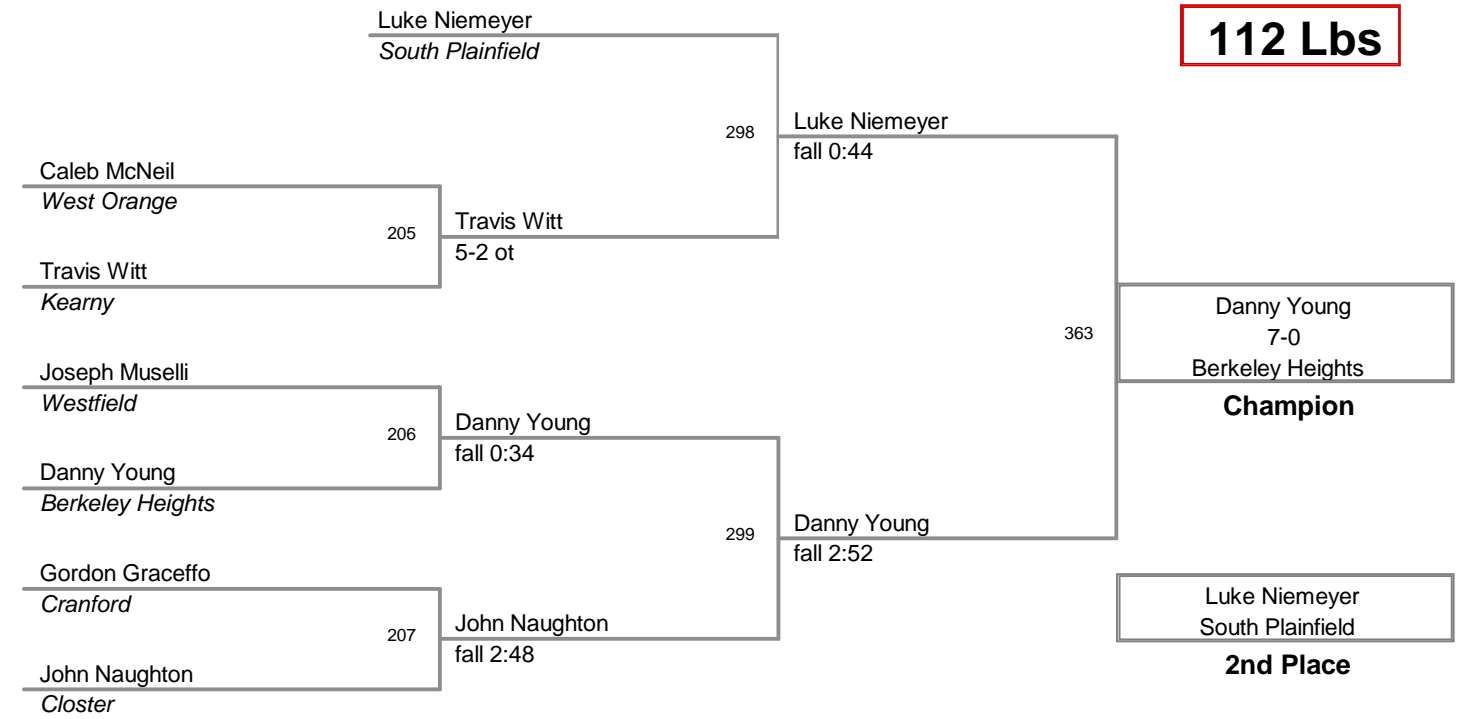 Luke Niemeyer
South Plainfield
112 Lbs
298
Luke Niemeyer
fall 0:44
Caleb McNeil
West Orange
205
Travis Witt
5-2 ot
Travis Witt
Kearny
363
Danny Young
7-0
Berkeley Heights
Champion
Joseph Muselli
Westfield
206
Danny Young
fall 0:34
Danny Young
Berkeley Heights
299
Danny Young
fall 2:52
Gordon Graceffo
Cranford
207
John Naughton
fall 2:48
John Naughton
Closter
Luke Niemeyer
South Plainfield
2nd Place